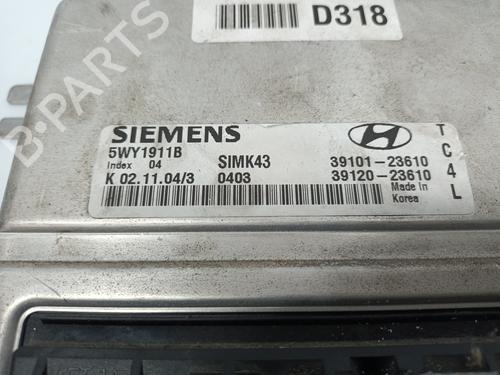 D318
SIEMENS
5WY1911B
Index 04 SIMK43 39101-23610
K 02.11.04/3 0403 39120-23610
Made in
Korea
TC4L
B-PARTS